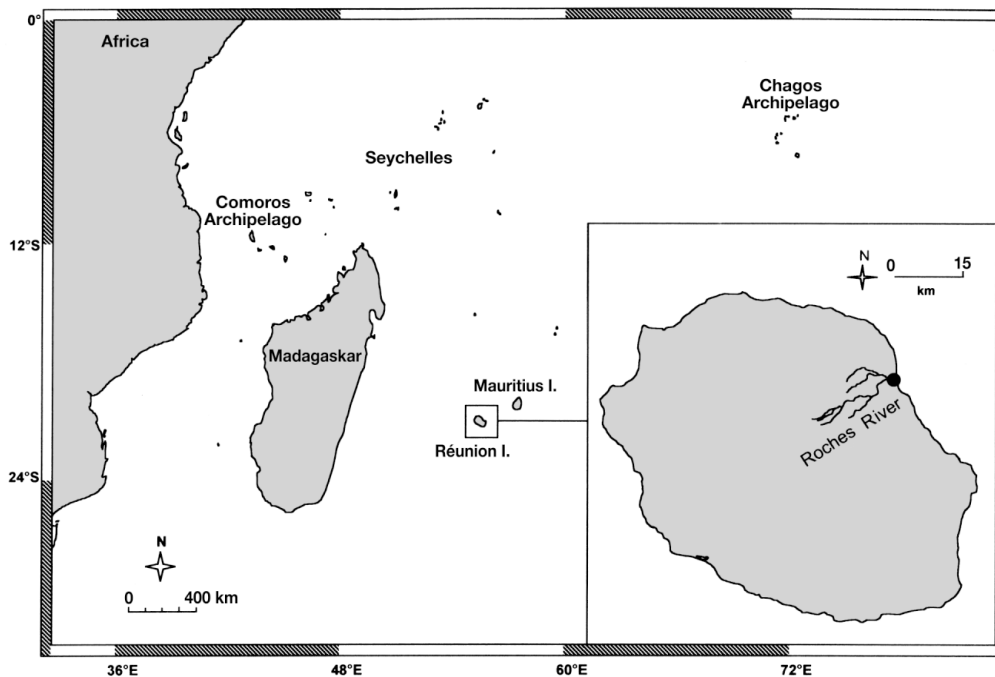 0°
Africa
Chagos
Archipelago
Seychelles
Comoros
Archipelago
12°S
N
0 15
km
Madagaskar
Mauritius I.
Réunion I.
Roches River
24°S
N
0 400 km
36°E 48°E 60°E 72°E